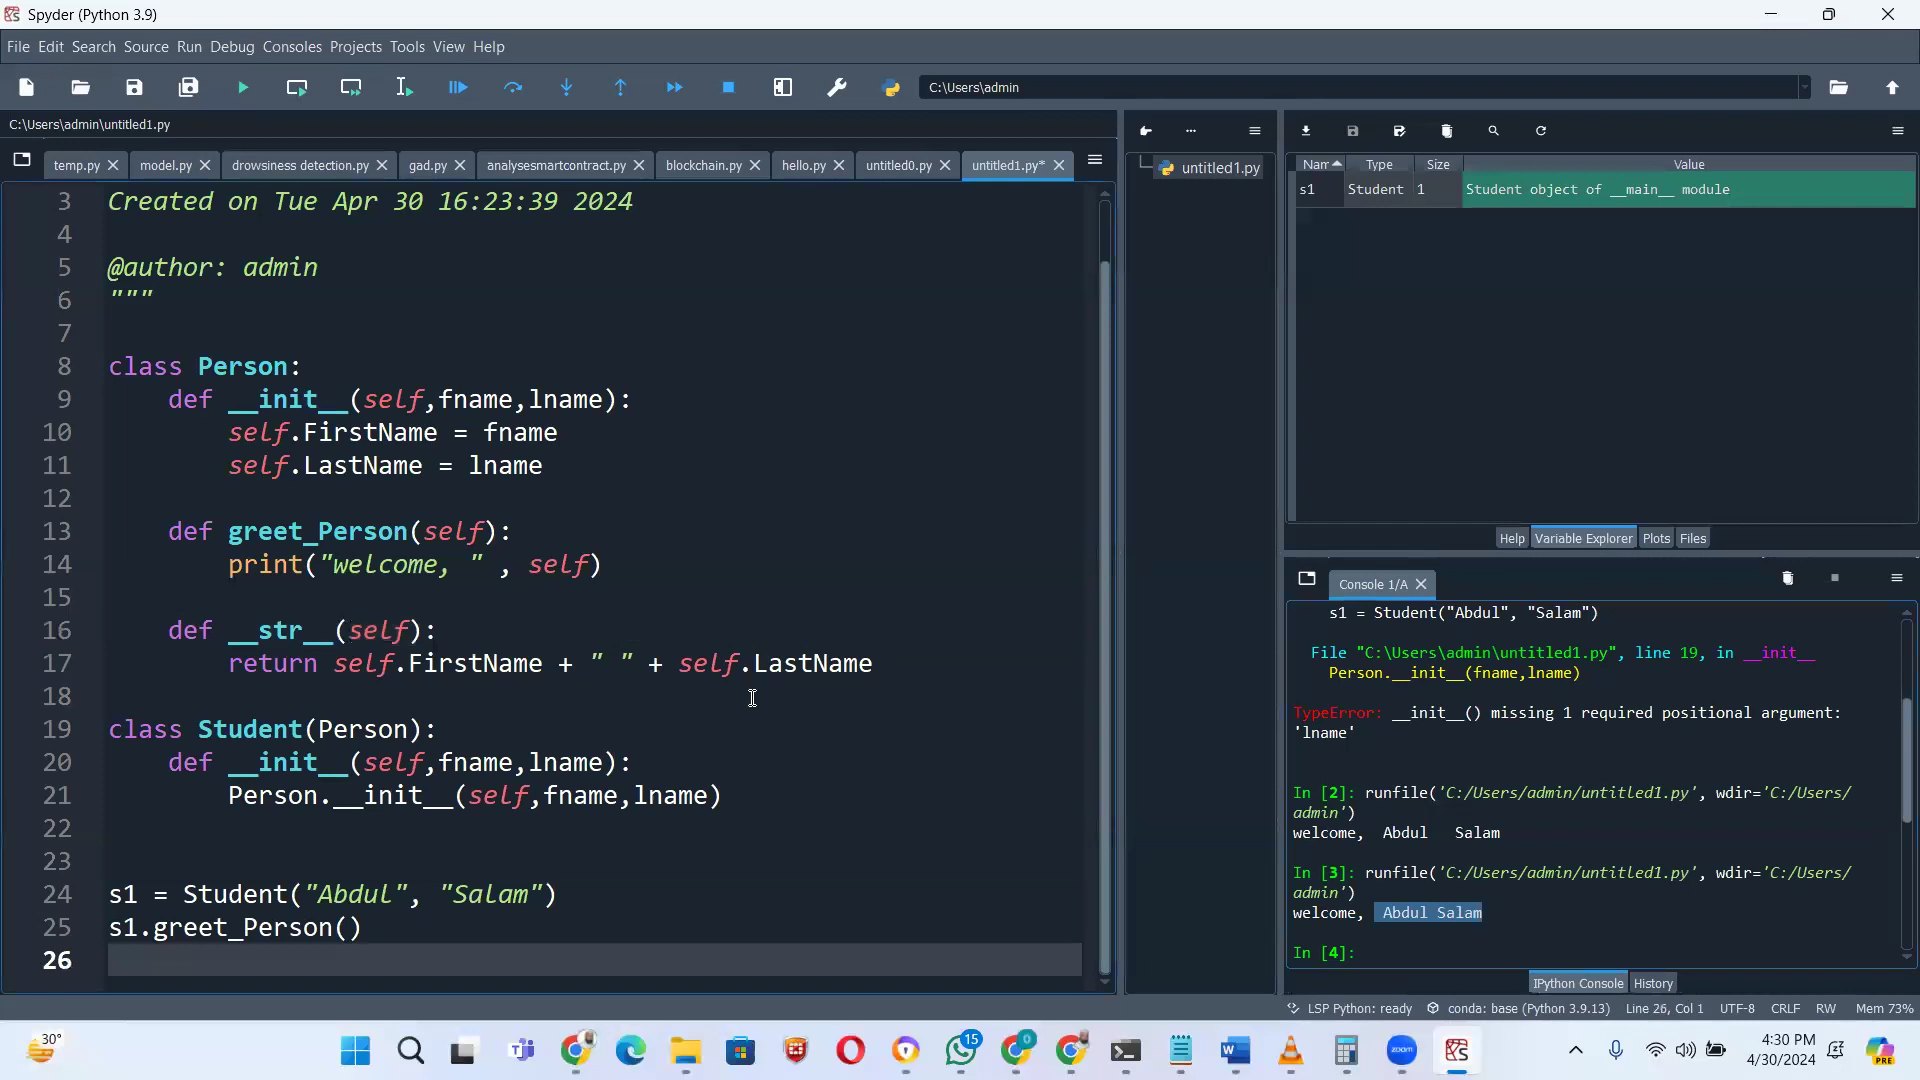 Spyder (Python 3.9)
File Edit Search Source Run Debug Consoles Projects Tools View Help
C:\Users\admin
C:\Users\admin\untitled1.py
temp.py model.py drowsiness detection.py gad.py analysesmartcontract.py blockchain.py hello.py untitled0.py untitled1.py*
3 Created on Tue Apr 30 16:23:39 2024
4
5 @author: admin
6 """
7
8 class Person:
9     def __init__(self,fname,lname):
10         self.FirstName = fname
11         self.LastName = lname
12
13     def greet_Person(self):
14         print("welcome, " , self)
15
16     def __str__(self):
17         return self.FirstName + " " + self.LastName
18
19 class Student(Person):
20     def __init__(self,fname,lname):
21         Person.__init__(self,fname,lname)
22
23
24 s1 = Student("Abdul", "Salam")
25 s1.greet_Person()
26
untitled1.py
Nam Type Size Value
s1 Student 1 Student object of __main__ module
Help Variable Explorer Plots Files
Console 1/A
s1 = Student("Abdul", "Salam")
File "C:\Users\admin\untitled1.py", line 19, in __init__
Person.__init__(fname,lname)
TypeError: __init__() missing 1 required positional argument:
'lname'
In [2]: runfile('C:/Users/admin/untitled1.py', wdir='C:/Users/
admin')
welcome,  Abdul   Salam
In [3]: runfile('C:/Users/admin/untitled1.py', wdir='C:/Users/
admin')
welcome,  Abdul Salam
In [4]:
IPython Console History
LSP Python: ready conda: base (Python 3.9.13) Line 26, Col 1 UTF-8 CRLF RW Mem 73%
30°
15
0
zoom
PRE
4:30 PM
4/30/2024